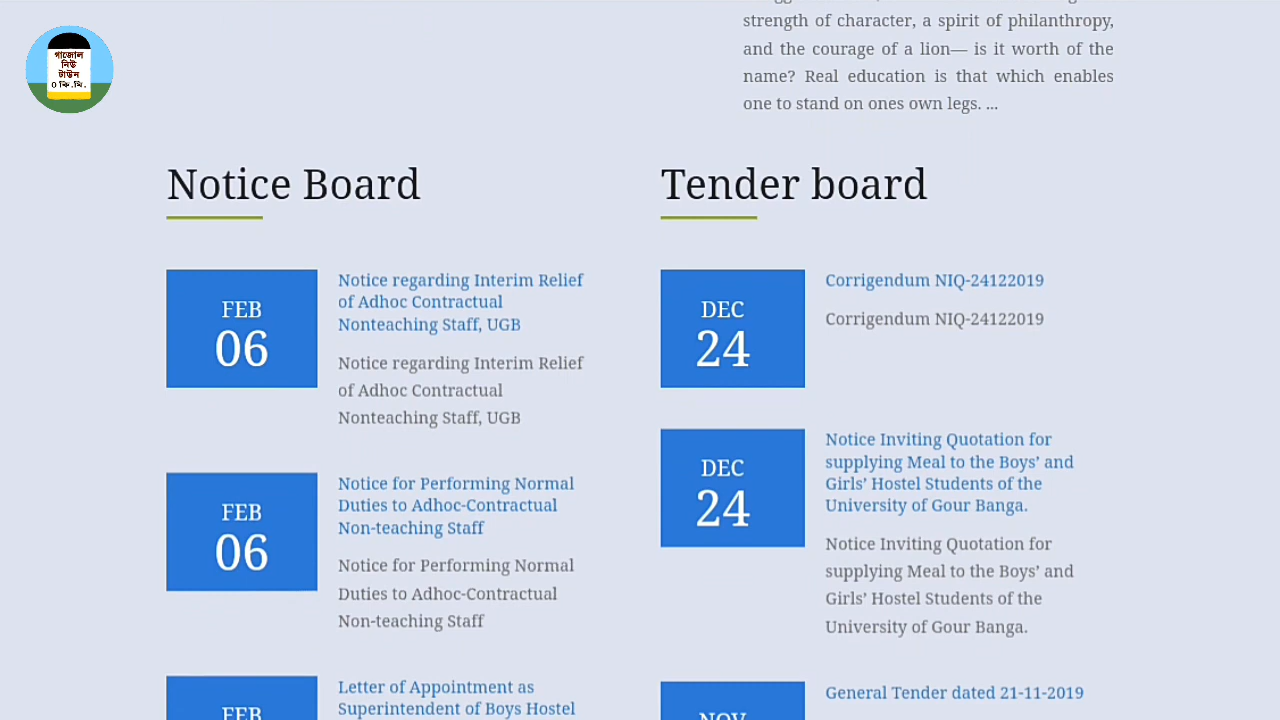 গাজোল
নিউ
টাউন
0 কি.মি.
strength of character, a spirit of philanthropy,
and the courage of a lion— is it worth of the
name? Real education is that which enables
one to stand on ones own legs. ...
Notice Board
FEB
06
Notice regarding Interim Relief
of Adhoc Contractual
Nonteaching Staff, UGB
Notice regarding Interim Relief
of Adhoc Contractual
Nonteaching Staff, UGB
FEB
06
Notice for Performing Normal
Duties to Adhoc-Contractual
Non-teaching Staff
Notice for Performing Normal
Duties to Adhoc-Contractual
Non-teaching Staff
FEB
Letter of Appointment as
Superintendent of Boys Hostel
Tender board
DEC
24
Corrigendum NIQ-24122019
Corrigendum NIQ-24122019
DEC
24
Notice Inviting Quotation for
supplying Meal to the Boys’ and
Girls’ Hostel Students of the
University of Gour Banga.
Notice Inviting Quotation for
supplying Meal to the Boys’ and
Girls’ Hostel Students of the
University of Gour Banga.
NOV
General Tender dated 21-11-2019